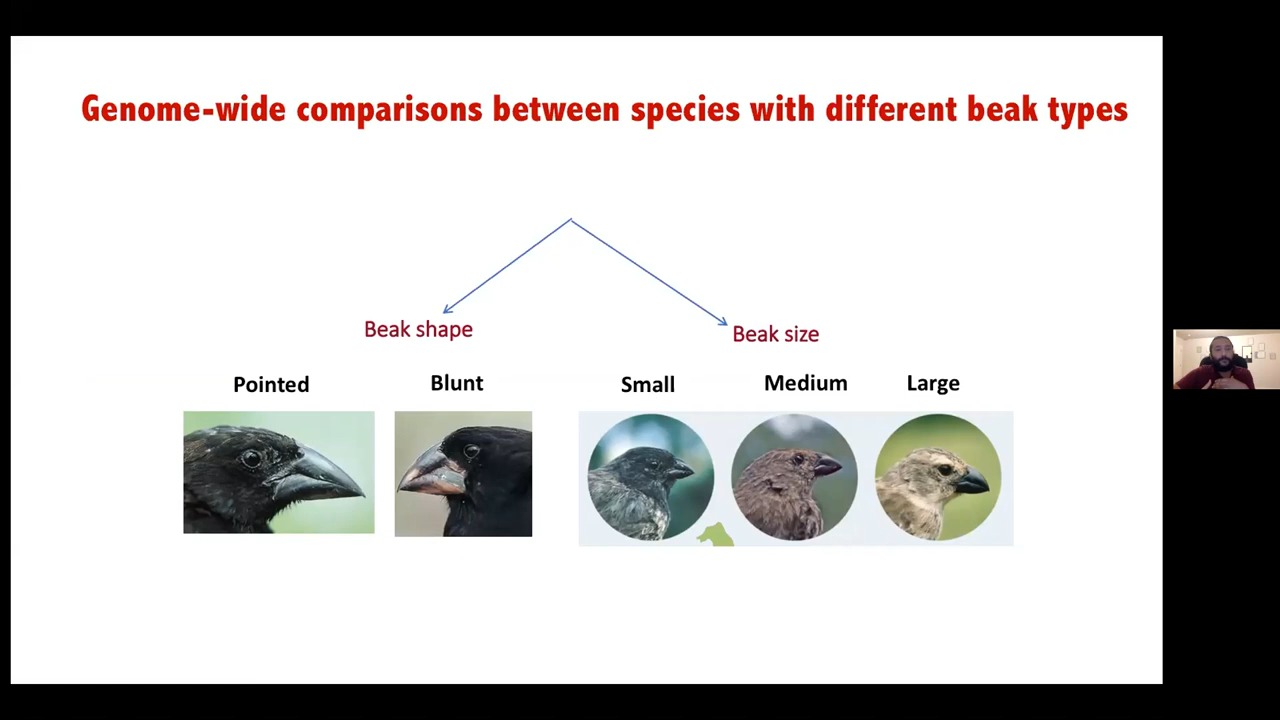 Genome-wide comparisons between species with different beak types
Beak shape
Beak size
Pointed
Blunt
Small
Medium
Large